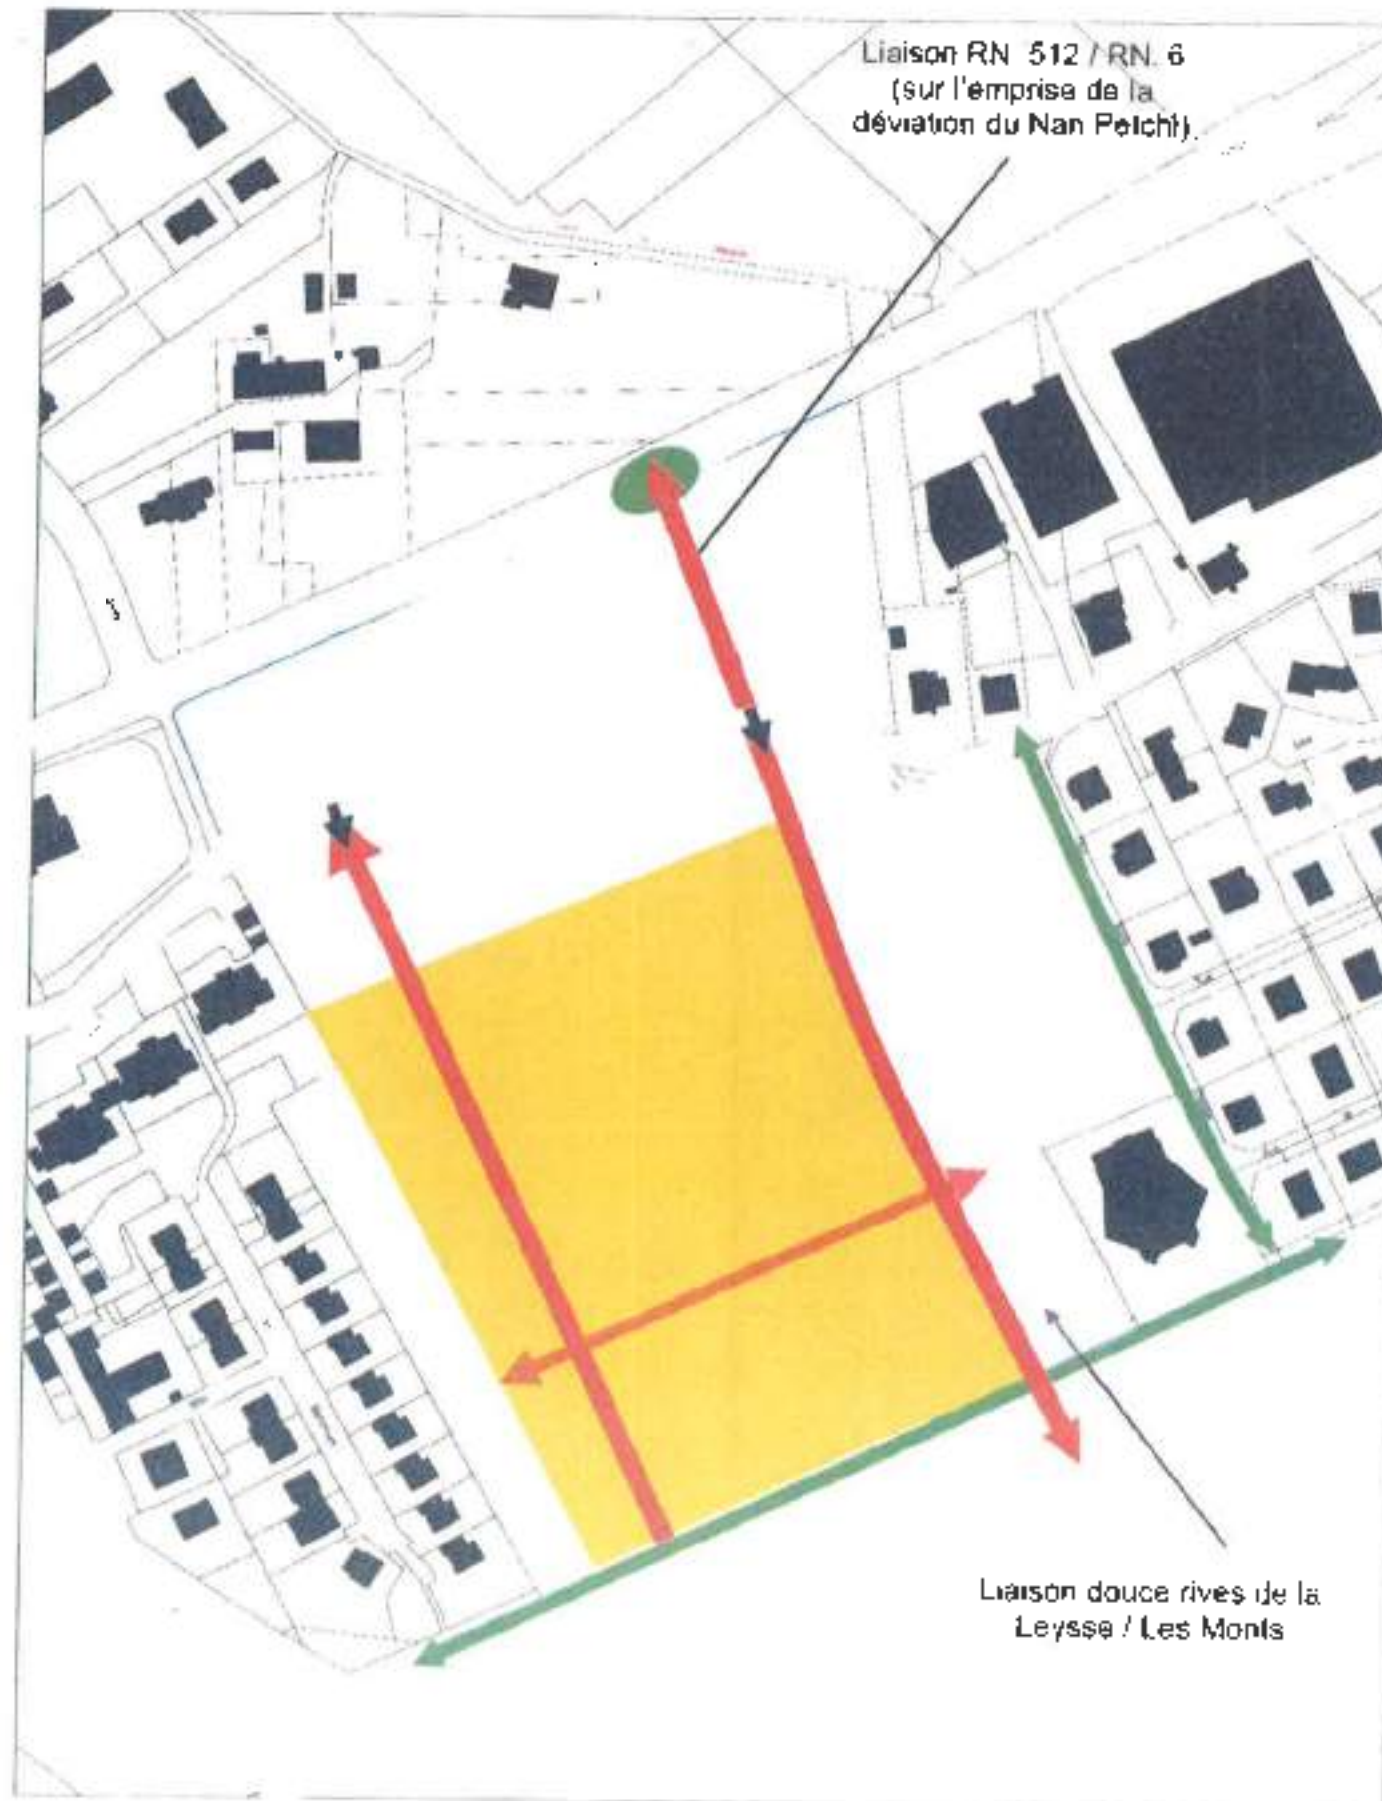 Liaison RN 512 / RN. 6
(sur l'emprise de la
déviation du Nan Petchi)
Liaison douce rives de la
Leysse / Les Monts